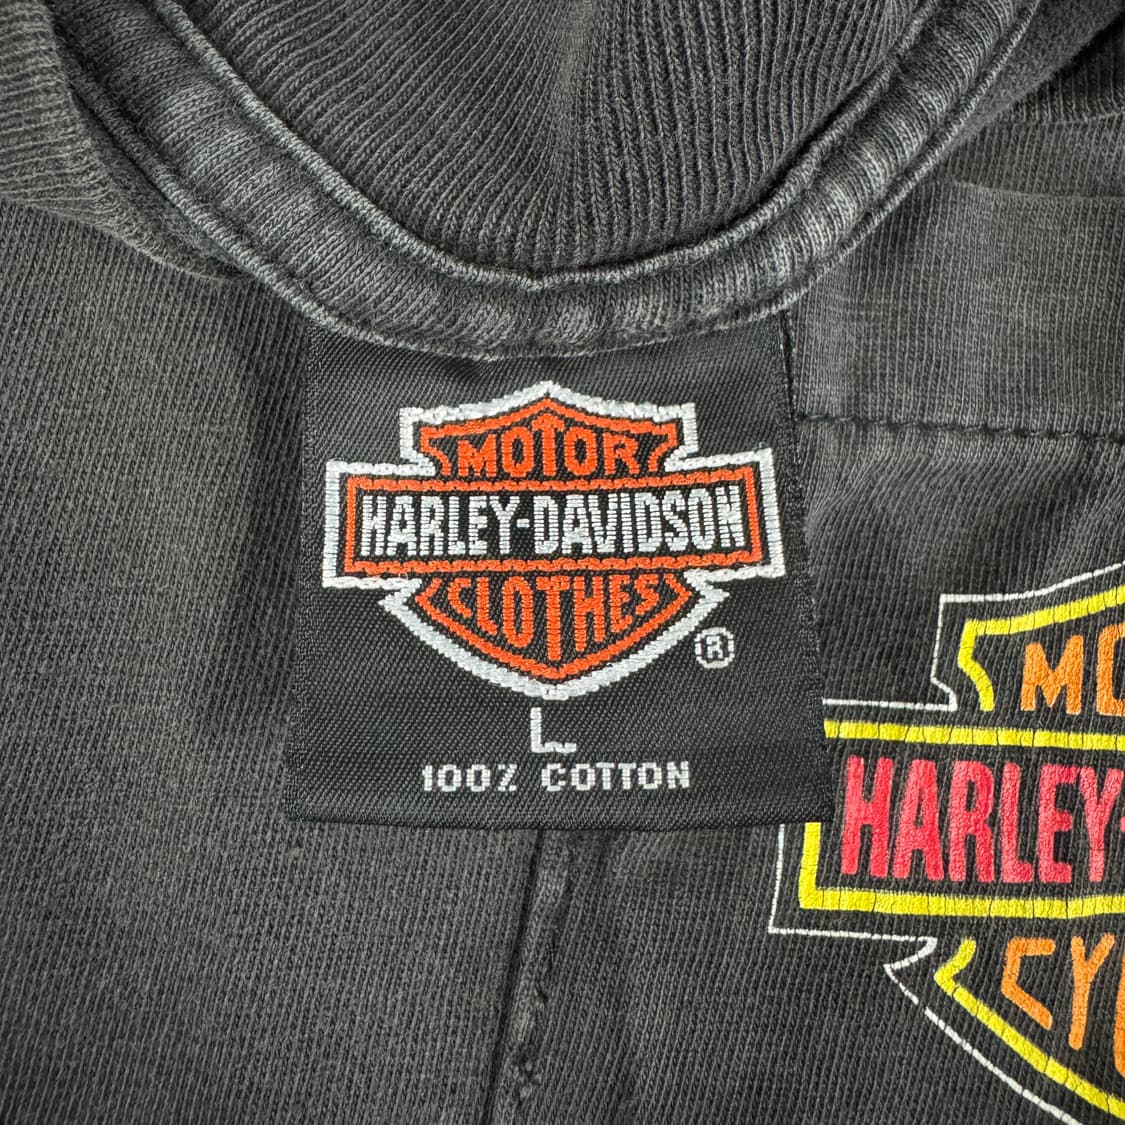 MOTOR
HARLEY-DAVIDSON
CLOTHES
®
L
100% COTTON
MO
HARLEY-
CY